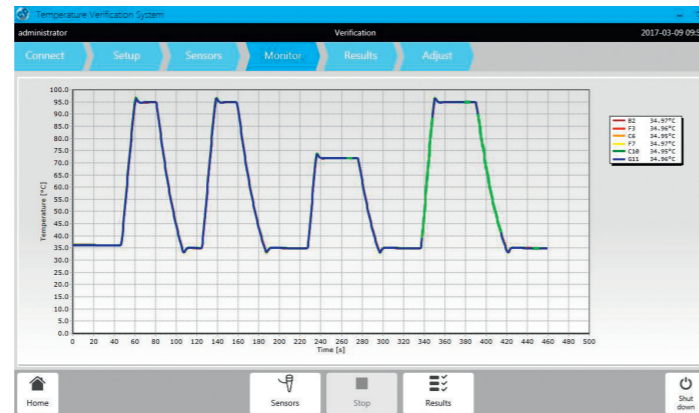 Temperature Verification System
administrator
Verification
2017-03-09 09:5
Connect
Setup
Sensors
Monitor
Results
Adjust
100.0
95.0
90.0
85.0
80.0
75.0
70.0
65.0
60.0
55.0
50.0
45.0
40.0
35.0
30.0
25.0
20.0
15.0
10.0
5.0
0.0
Temperature [°C]
0 20 40 60 80 100 120 140 160 180 200 220 240 260 280 300 320 340 360 380 400 420 440 460 480 500
Time [s]
B2 34.97°C
F3 34.96°C
C6 34.95°C
F7 34.97°C
C10 34.95°C
G11 34.96°C
Home
Sensors
Stop
Results
Shut
down